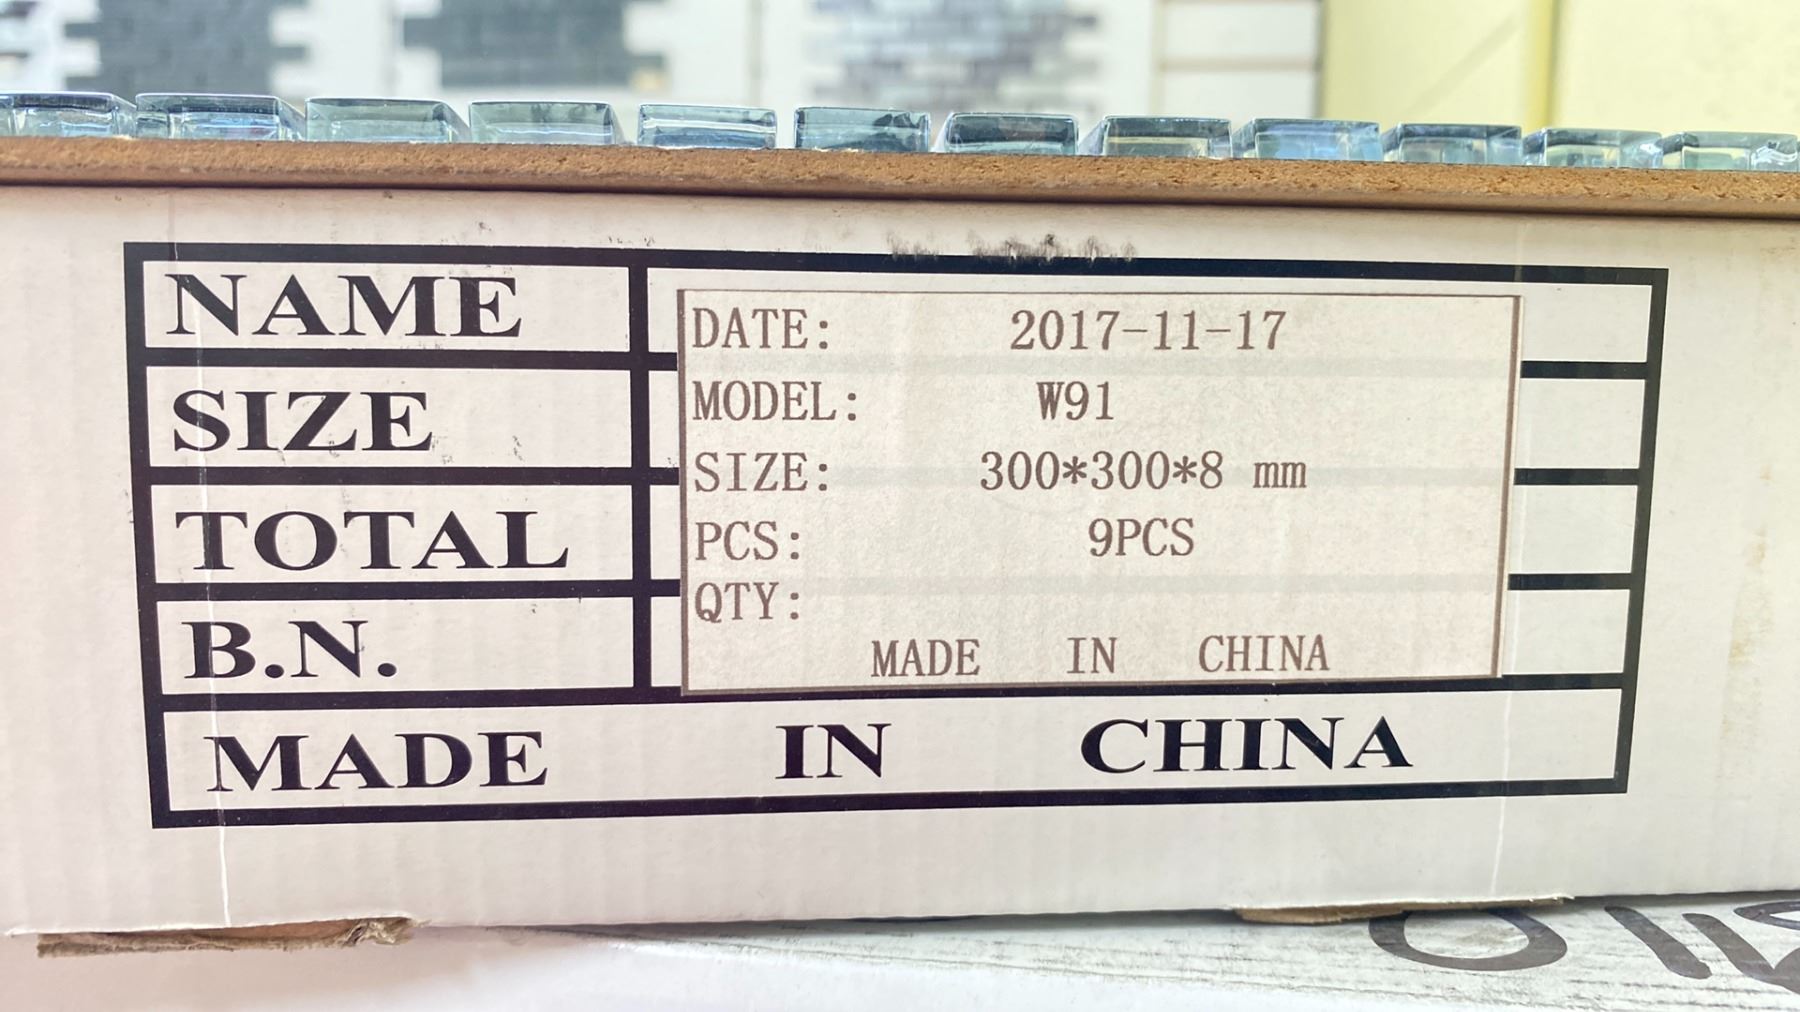 NAME
SIZE
TOTAL
B.N.
DATE: 2017-11-17
MODEL: W91
SIZE: 300*300*8 mm
PCS: 9PCS
QTY:
MADE IN CHINA
MADE IN CHINA